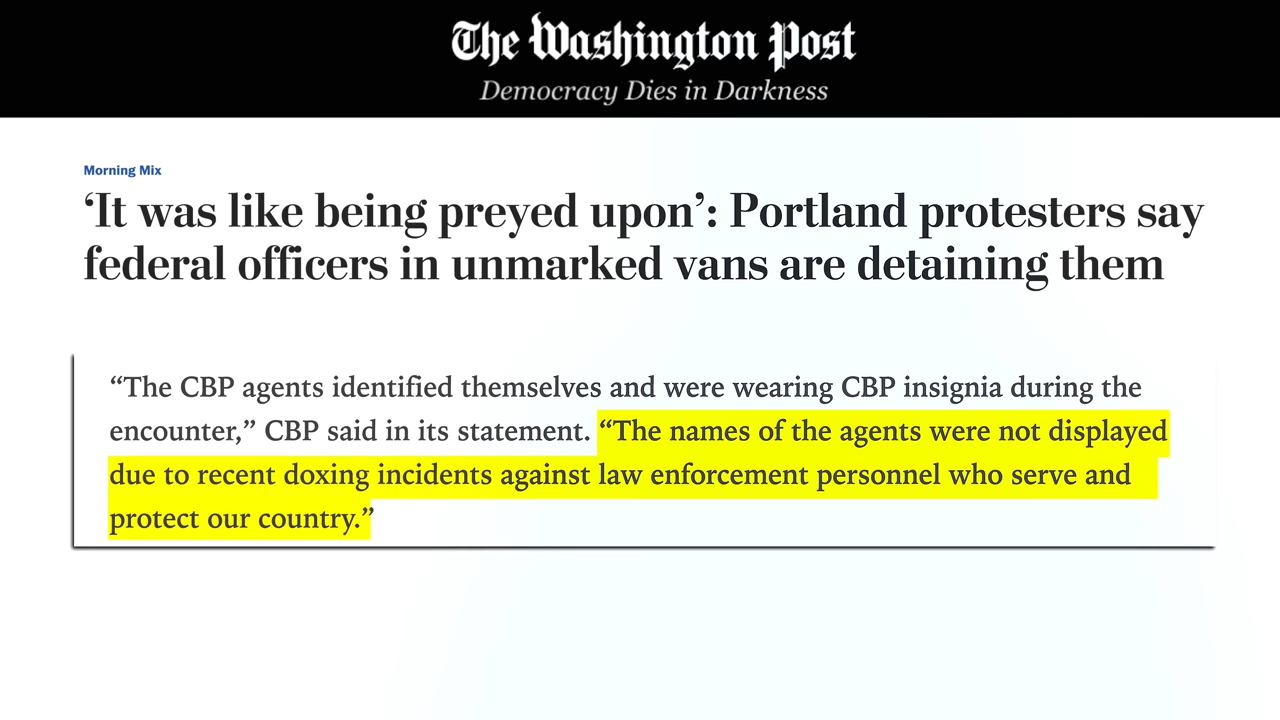 The Washington Post
Democracy Dies in Darkness
Morning Mix
‘It was like being preyed upon’: Portland protesters say
federal officers in unmarked vans are detaining them
“The CBP agents identified themselves and were wearing CBP insignia during the
encounter,” CBP said in its statement. “The names of the agents were not displayed
due to recent doxing incidents against law enforcement personnel who serve and
protect our country.”